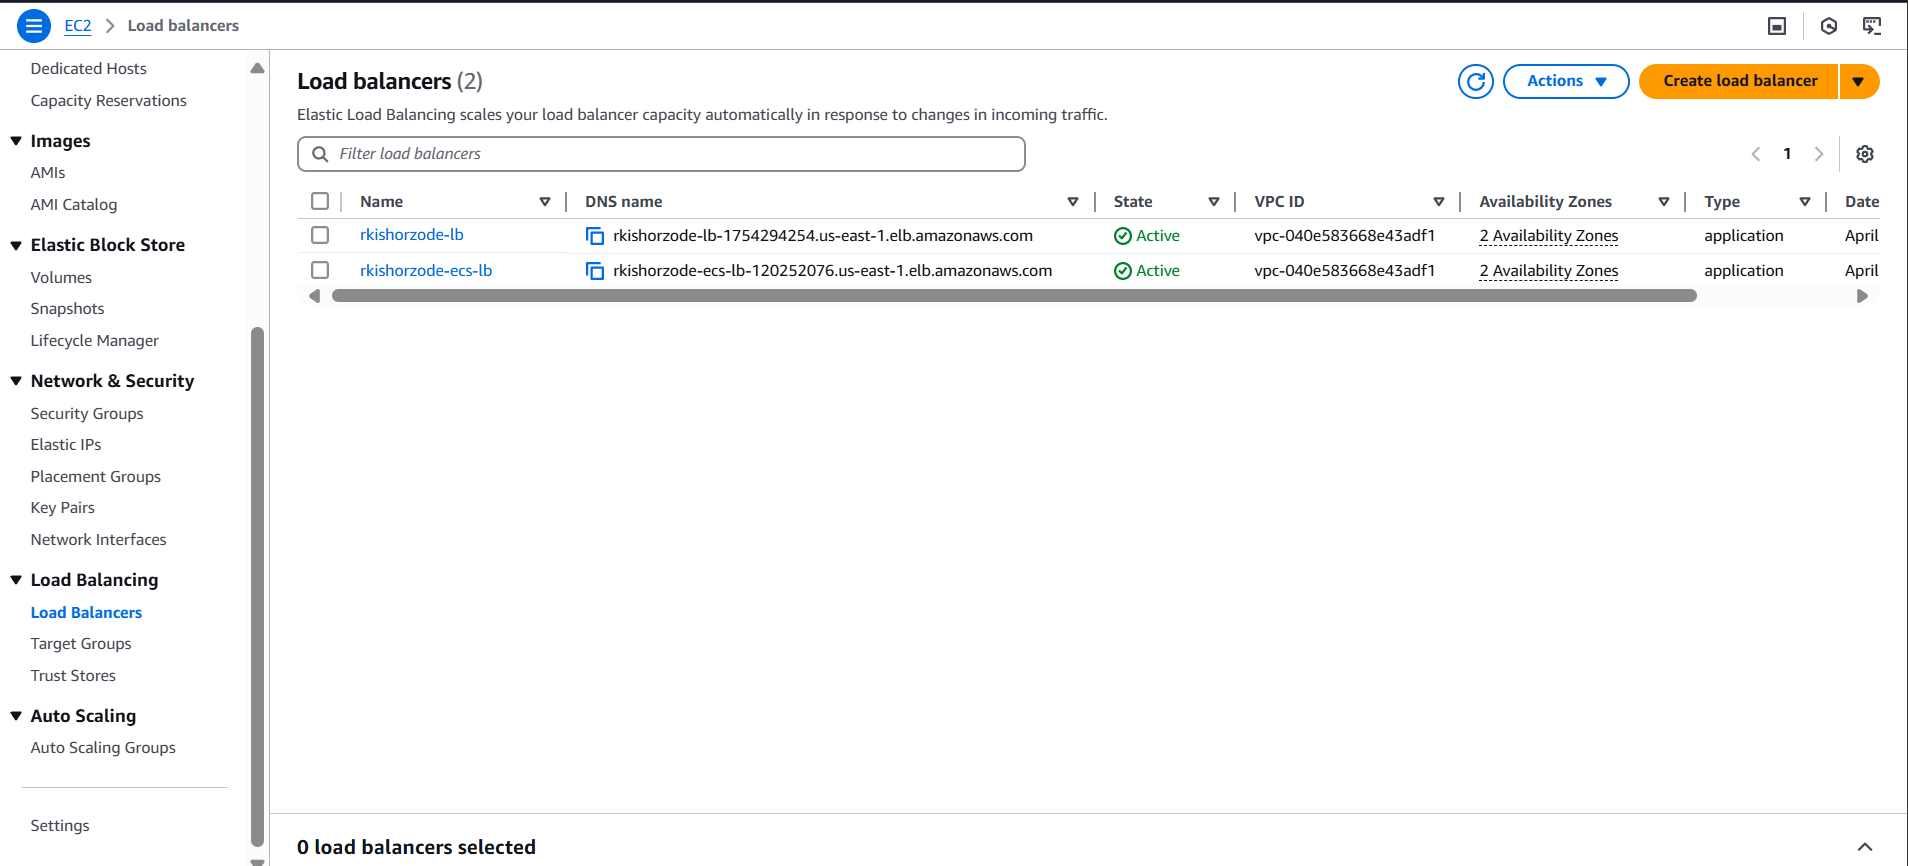 EC2 > Load balancers
Dedicated Hosts
Capacity Reservations
Images
AMIs
AMI Catalog
Elastic Block Store
Volumes
Snapshots
Lifecycle Manager
Network & Security
Security Groups
Elastic IPs
Placement Groups
Key Pairs
Network Interfaces
Load Balancing
Load Balancers
Target Groups
Trust Stores
Auto Scaling
Auto Scaling Groups
Settings
Load balancers (2)
Actions
Create load balancer
Elastic Load Balancing scales your load balancer capacity automatically in response to changes in incoming traffic.
Filter load balancers
1
Name DNS name State VPC ID Availability Zones Type Date
rkishorzode-lb rkishorzode-lb-1754294254.us-east-1.elb.amazonaws.com Active vpc-040e583668e43adf1 2 Availability Zones application April
rkishorzode-ecs-lb rkishorzode-ecs-lb-120252076.us-east-1.elb.amazonaws.com Active vpc-040e583668e43adf1 2 Availability Zones application April
0 load balancers selected